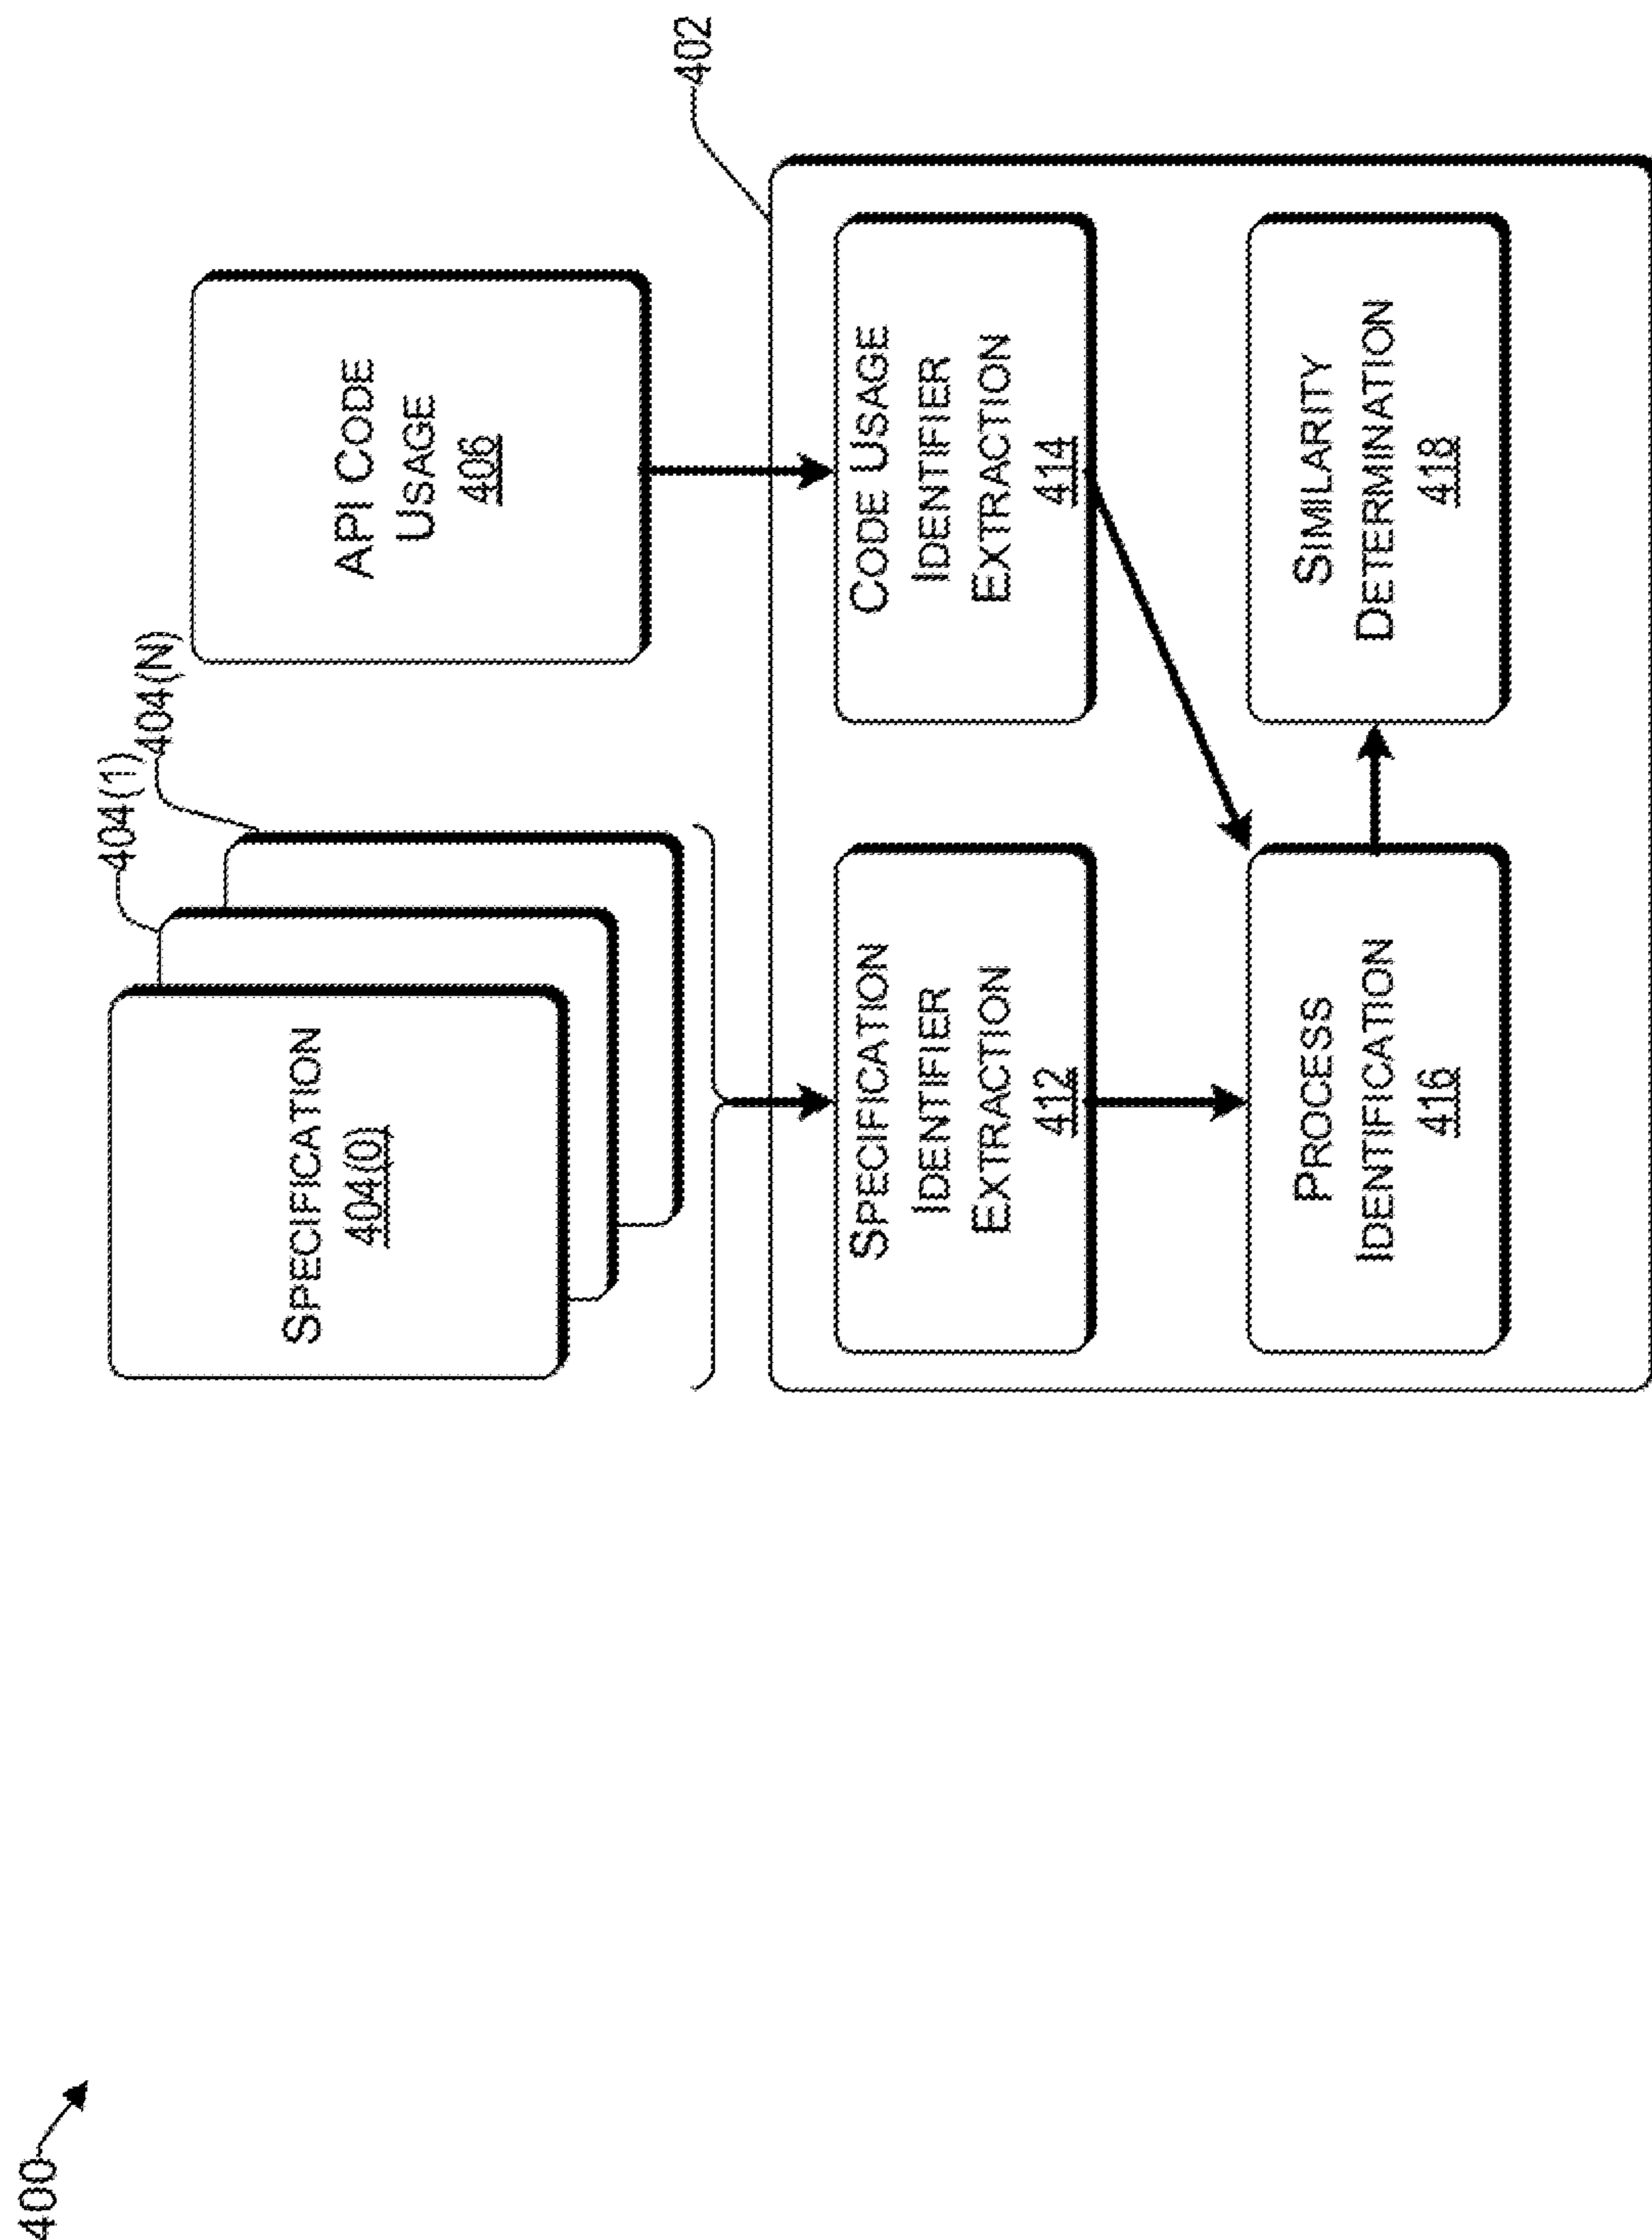 400
SPECIFICATION
404(0)
404(1)
404(N)
API CODE
USAGE
406
402
SPECIFICATION
IDENTIFIER
EXTRACTION
412
CODE USAGE
IDENTIFIER
EXTRACTION
414
PROCESS
IDENTIFICATION
416
SIMILARITY
DETERMINATION
418